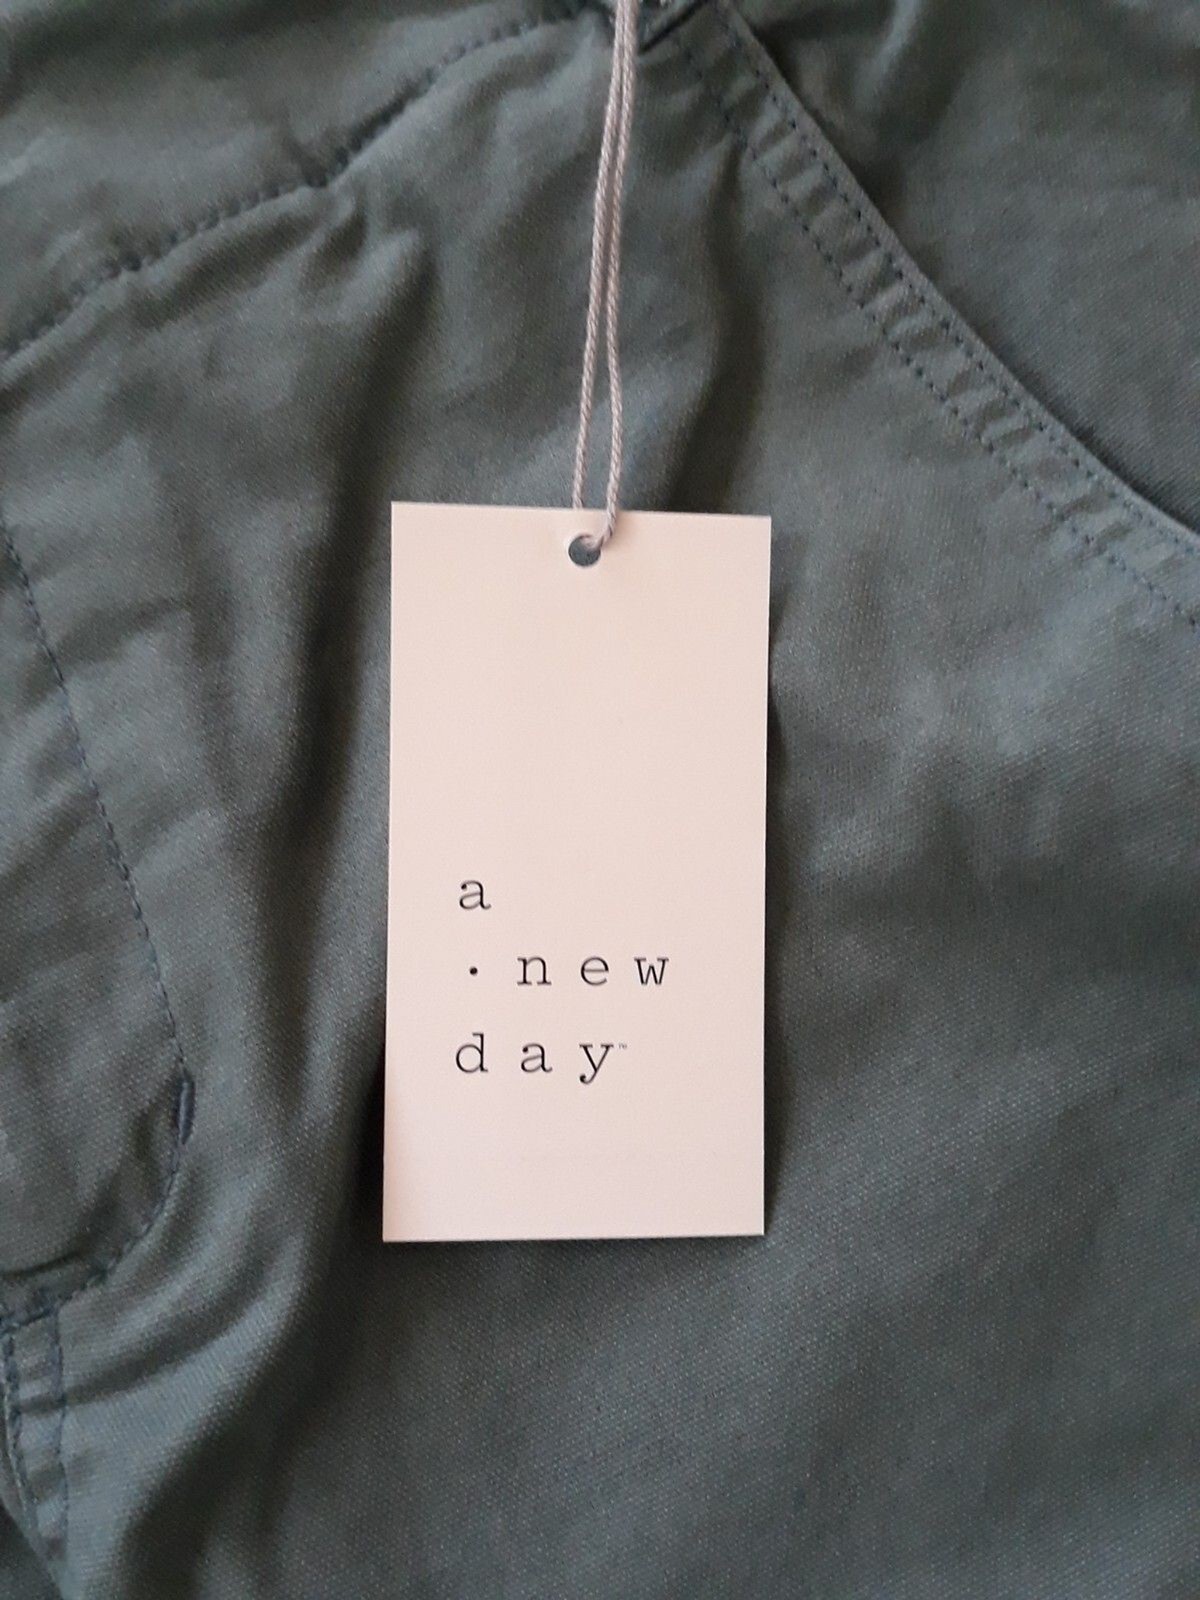 a
· new
day™